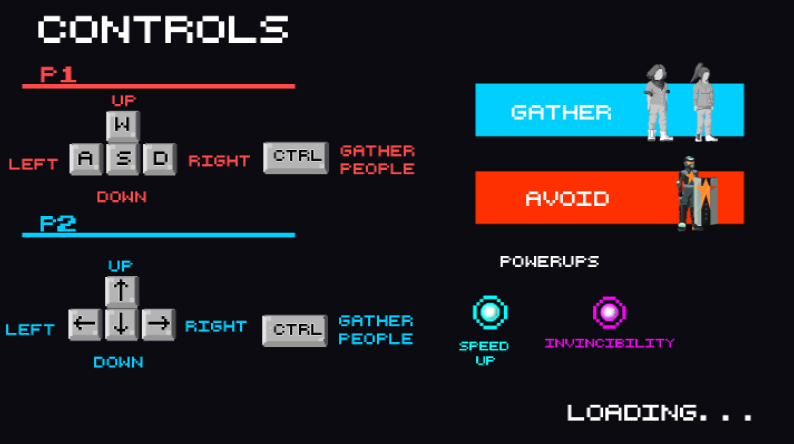 CONTROLS
P1
UP
W
LEFT A S D RIGHT CTRL GATHER PEOPLE
DOWN
P2
UP
↑
LEFT ← ↓ → RIGHT CTRL GATHER PEOPLE
DOWN
GATHER
AVOID
POWERUPS
SPEED UP
INVINCIBILITY
LOADING...